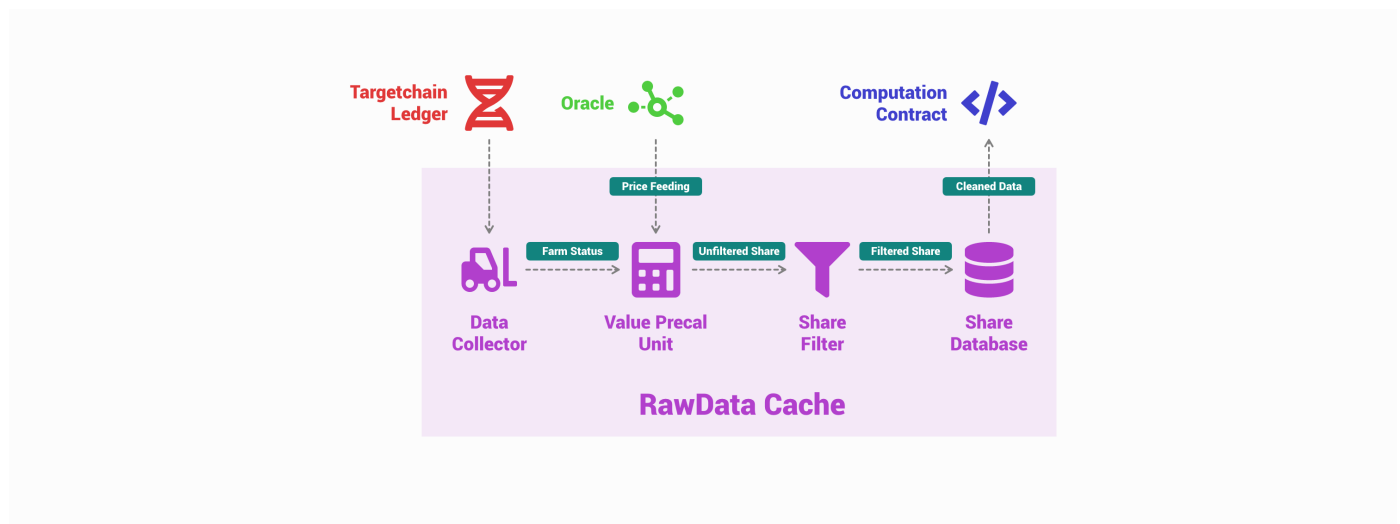 Targetchain
Ledger
Oracle
Computation
Contract
Price Feeding
Cleaned Data
Farm Status
Unfiltered Share
Filtered Share
Data
Collector
Value Precal
Unit
Share
Filter
Share
Database
RawData Cache